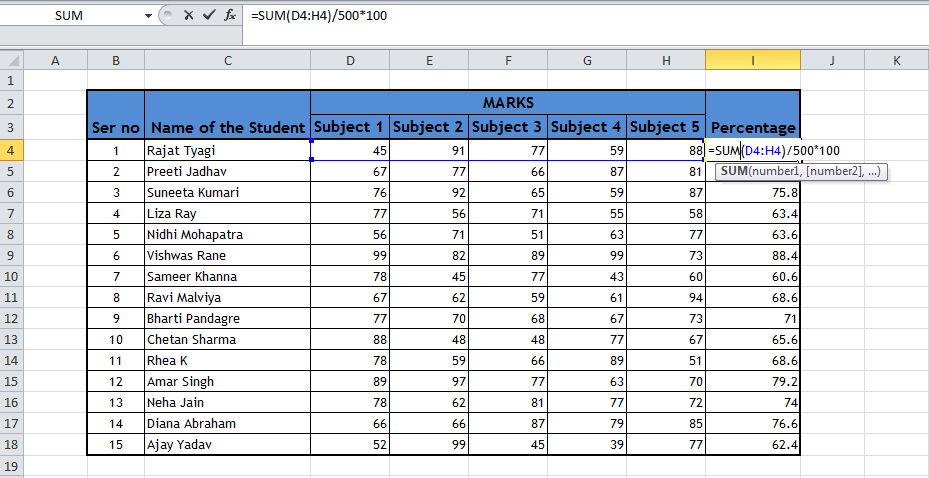 SUM =SUM(D4:H4)/500*100
A B C D E F G H I J K
1
2 MARKS
3 Ser no Name of the Student Subject 1 Subject 2 Subject 3 Subject 4 Subject 5 Percentage
4 1 Rajat Tyagi 45 91 77 59 88 =SUM(D4:H4)/500*100
5 2 Preeti Jadhav 67 77 66 87 81 SUM(number1, [number2], ...)
6 3 Suneeta Kumari 76 92 65 59 87 75.8
7 4 Liza Ray 77 56 71 55 58 63.4
8 5 Nidhi Mohapatra 56 71 51 63 77 63.6
9 6 Vishwas Rane 99 82 89 99 73 88.4
10 7 Sameer Khanna 78 45 77 43 60 60.6
11 8 Ravi Malviya 67 62 59 61 94 68.6
12 9 Bharti Pandagre 77 70 68 67 73 71
13 10 Chetan Sharma 88 48 48 77 67 65.6
14 11 Rhea K 78 59 66 89 51 68.6
15 12 Amar Singh 89 97 77 63 70 79.2
16 13 Neha Jain 78 62 81 77 72 74
17 14 Diana Abraham 66 66 87 79 85 76.6
18 15 Ajay Yadav 52 99 45 39 77 62.4
19